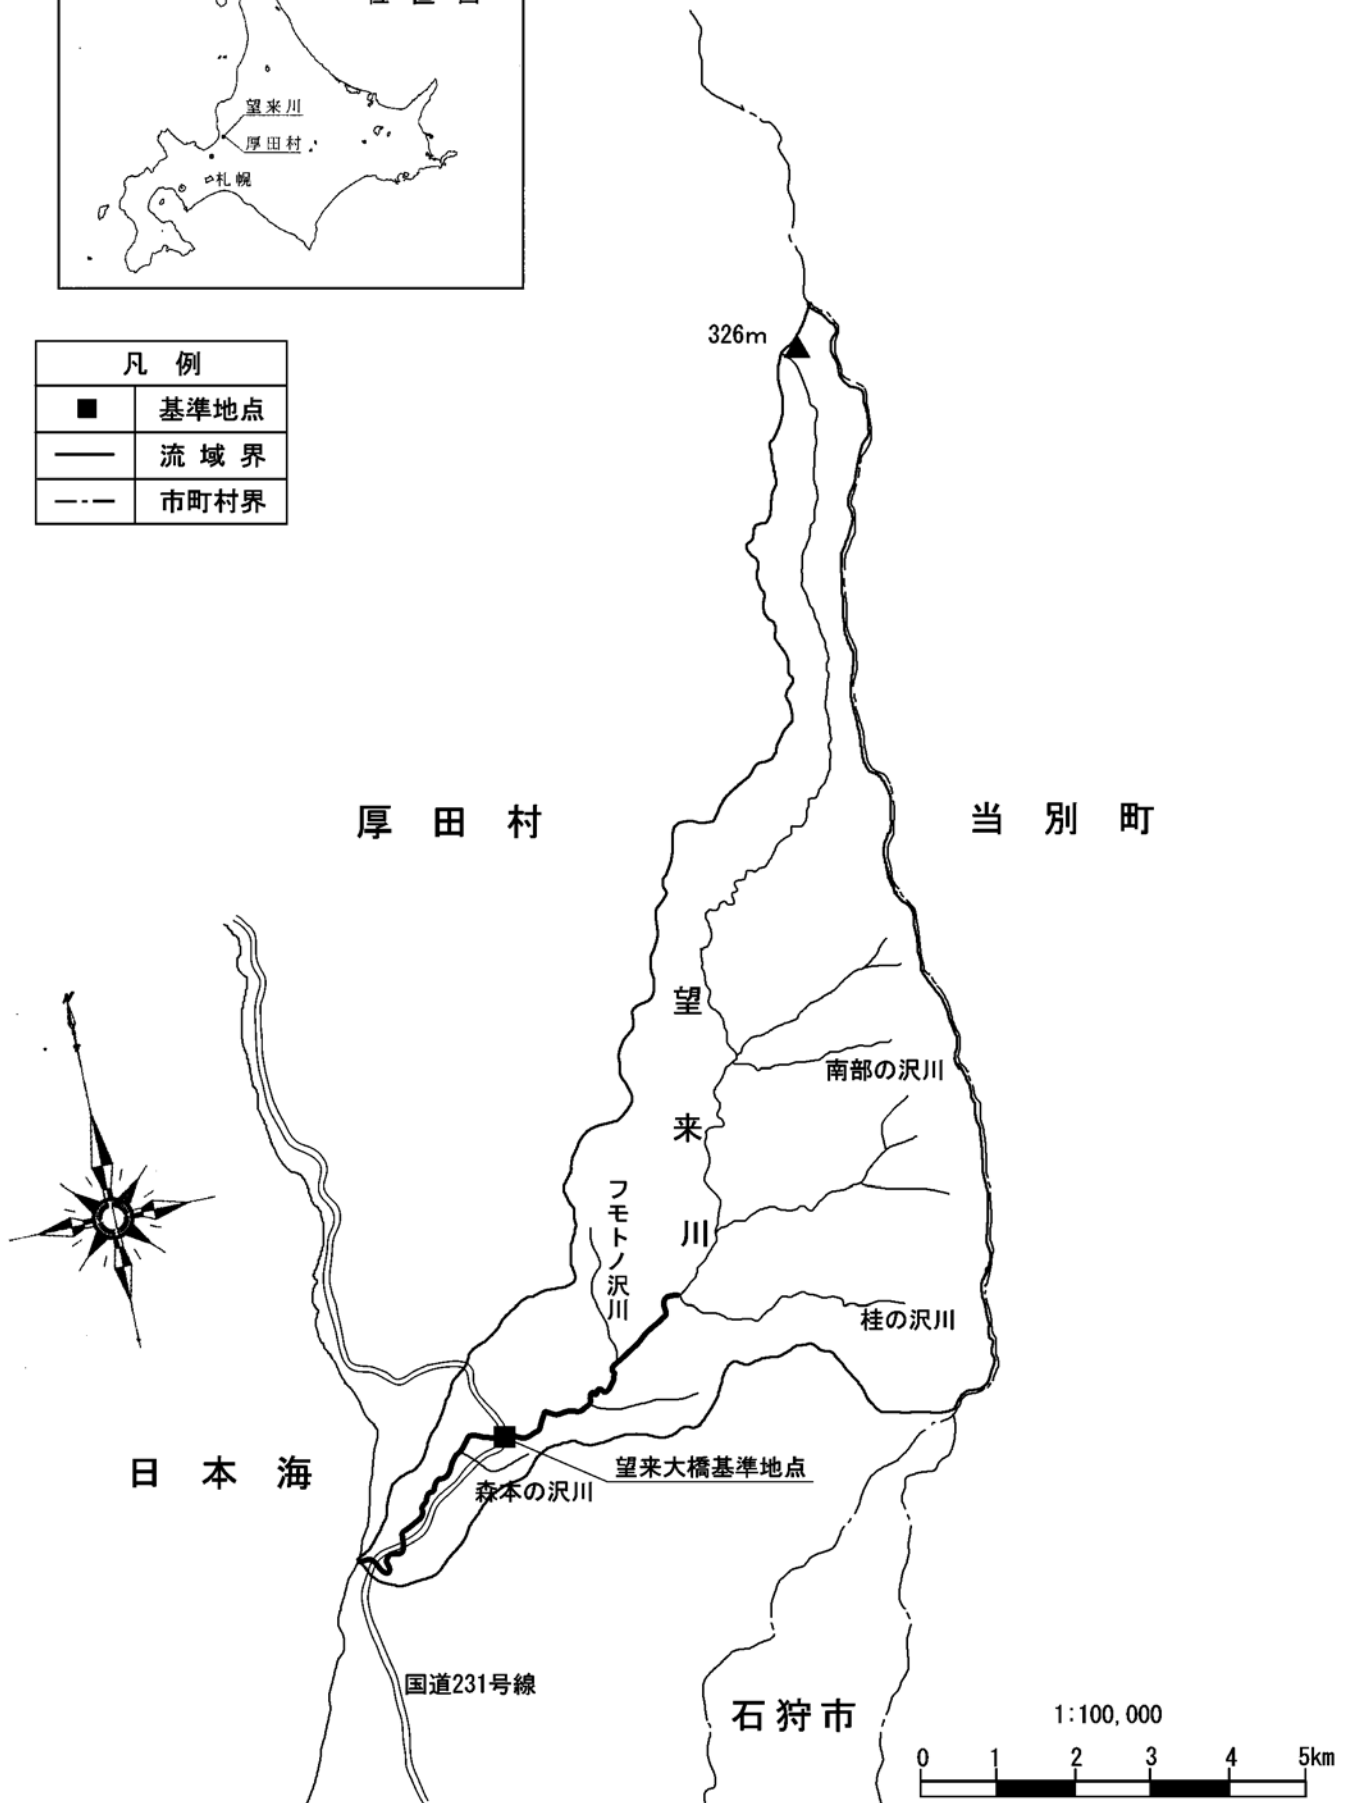 望来川
厚田村
札幌
326m
凡 例
基準地点
流 域 界
市町村界
厚 田 村
当 別 町
望来川
南部の沢川
フモトノ沢川
桂の沢川
日 本 海
望来大橋基準地点
森本の沢川
国道231号線
石狩市
1:100,000
0 1 2 3 4 5km
N